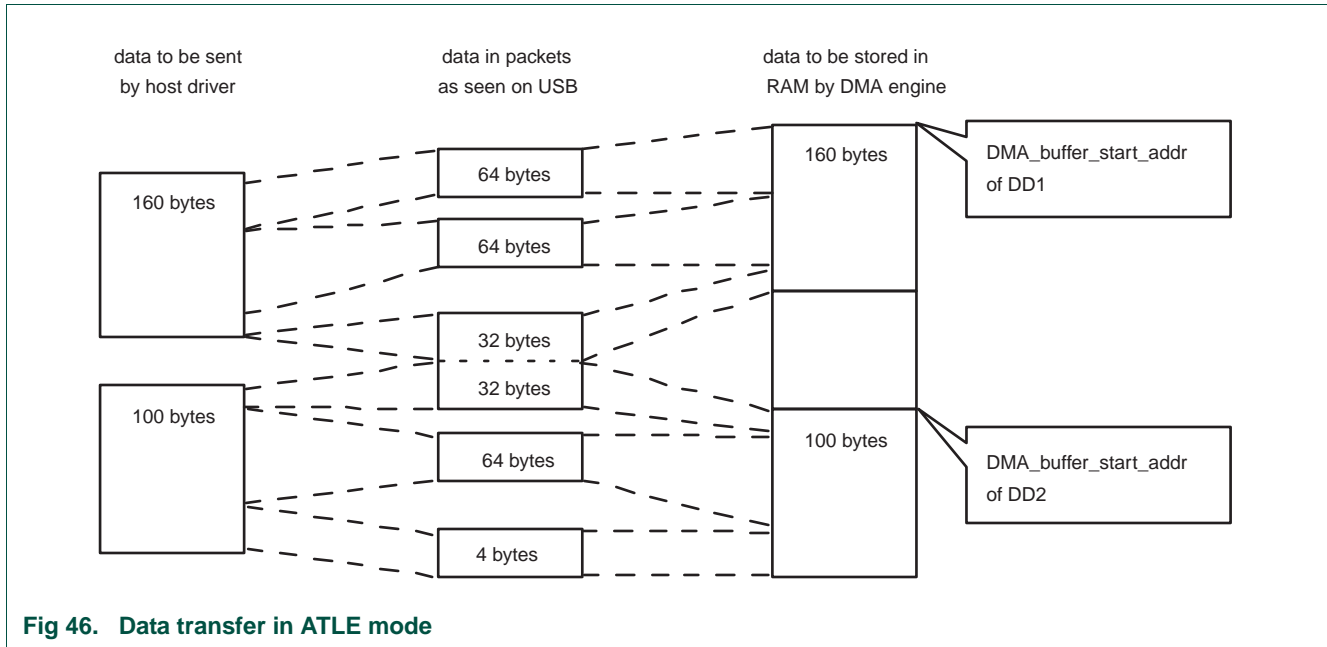 data to be sent
by host driver
data in packets
as seen on USB
data to be stored in
RAM by DMA engine
160 bytes
100 bytes
64 bytes
64 bytes
32 bytes
32 bytes
64 bytes
4 bytes
160 bytes
100 bytes
DMA_buffer_start_addr
of DD1
DMA_buffer_start_addr
of DD2
Fig 46. Data transfer in ATLE mode